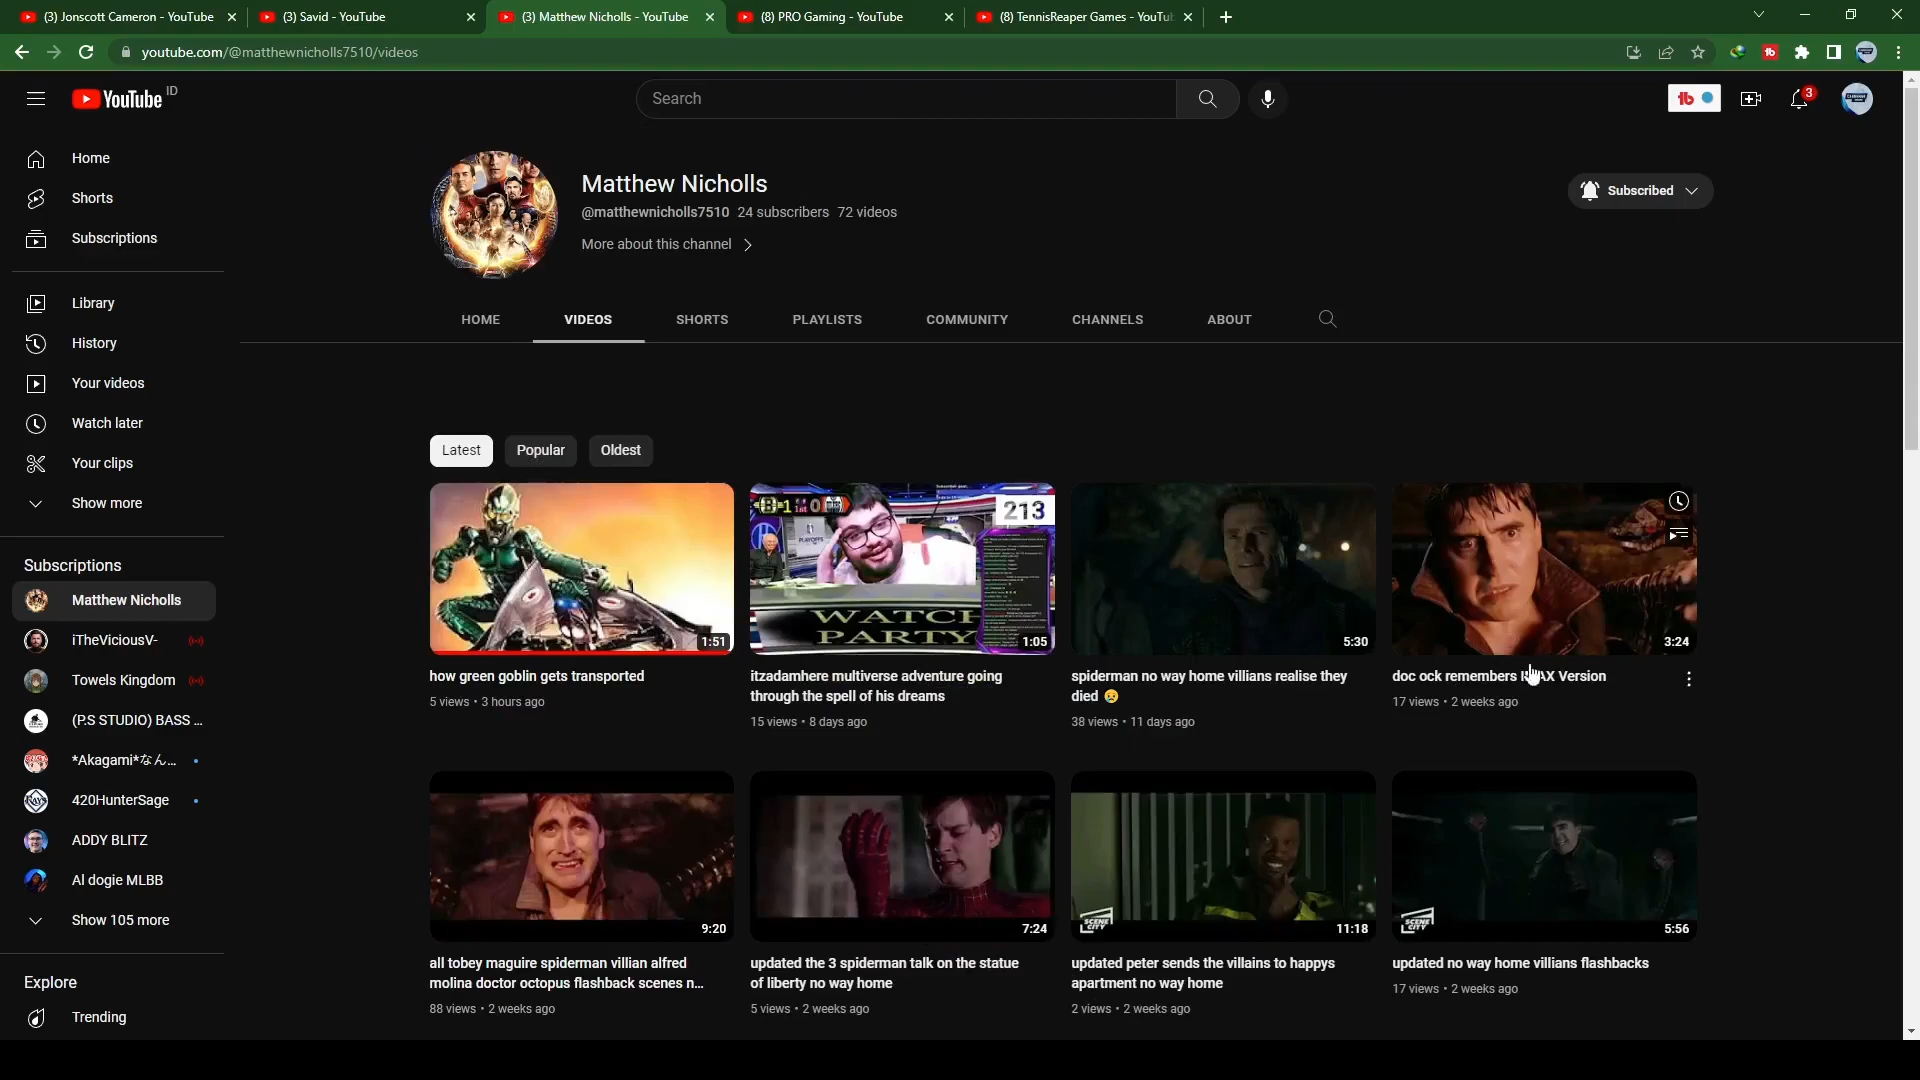 (3) Jonscott Cameron - YouTube
(3) Savid - YouTube
(3) Matthew Nicholls - YouTube
(8) PRO Gaming - YouTube
(8) TennisReaper Games - YouTu
youtube.com/@matthewnicholls7510/videos
YouTube ID
Search
3
Home
Shorts
Subscriptions
Library
History
Your videos
Watch later
Your clips
Show more
Subscriptions
Matthew Nicholls
iTheViciousV-
Towels Kingdom
(P.S STUDIO) BASS ...
*Akagami*なん...
420HunterSage
ADDY BLITZ
Al dogie MLBB
Show 105 more
Explore
Trending
Matthew Nicholls
@matthewnicholls7510 24 subscribers 72 videos
More about this channel
Subscribed
HOME
VIDEOS
SHORTS
PLAYLISTS
COMMUNITY
CHANNELS
ABOUT
Latest
Popular
Oldest
1:51
how green goblin gets transported
5 views • 3 hours ago
213
PLAYOFFS
WATCH
PARTY
1:05
itzadamhere multiverse adventure going
through the spell of his dreams
15 views • 8 days ago
5:30
spiderman no way home villians realise they
died 😢
38 views • 11 days ago
3:24
doc ock remembers Version
17 views • 2 weeks ago
9:20
all tobey maguire spiderman villian alfred
molina doctor octopus flashback scenes n...
88 views • 2 weeks ago
7:24
updated the 3 spiderman talk on the statue
of liberty no way home
5 views • 2 weeks ago
SCENE
CITY
11:18
updated peter sends the villains to happys
apartment no way home
2 views • 2 weeks ago
SCENE
CITY
5:56
updated no way home villians flashbacks
17 views • 2 weeks ago